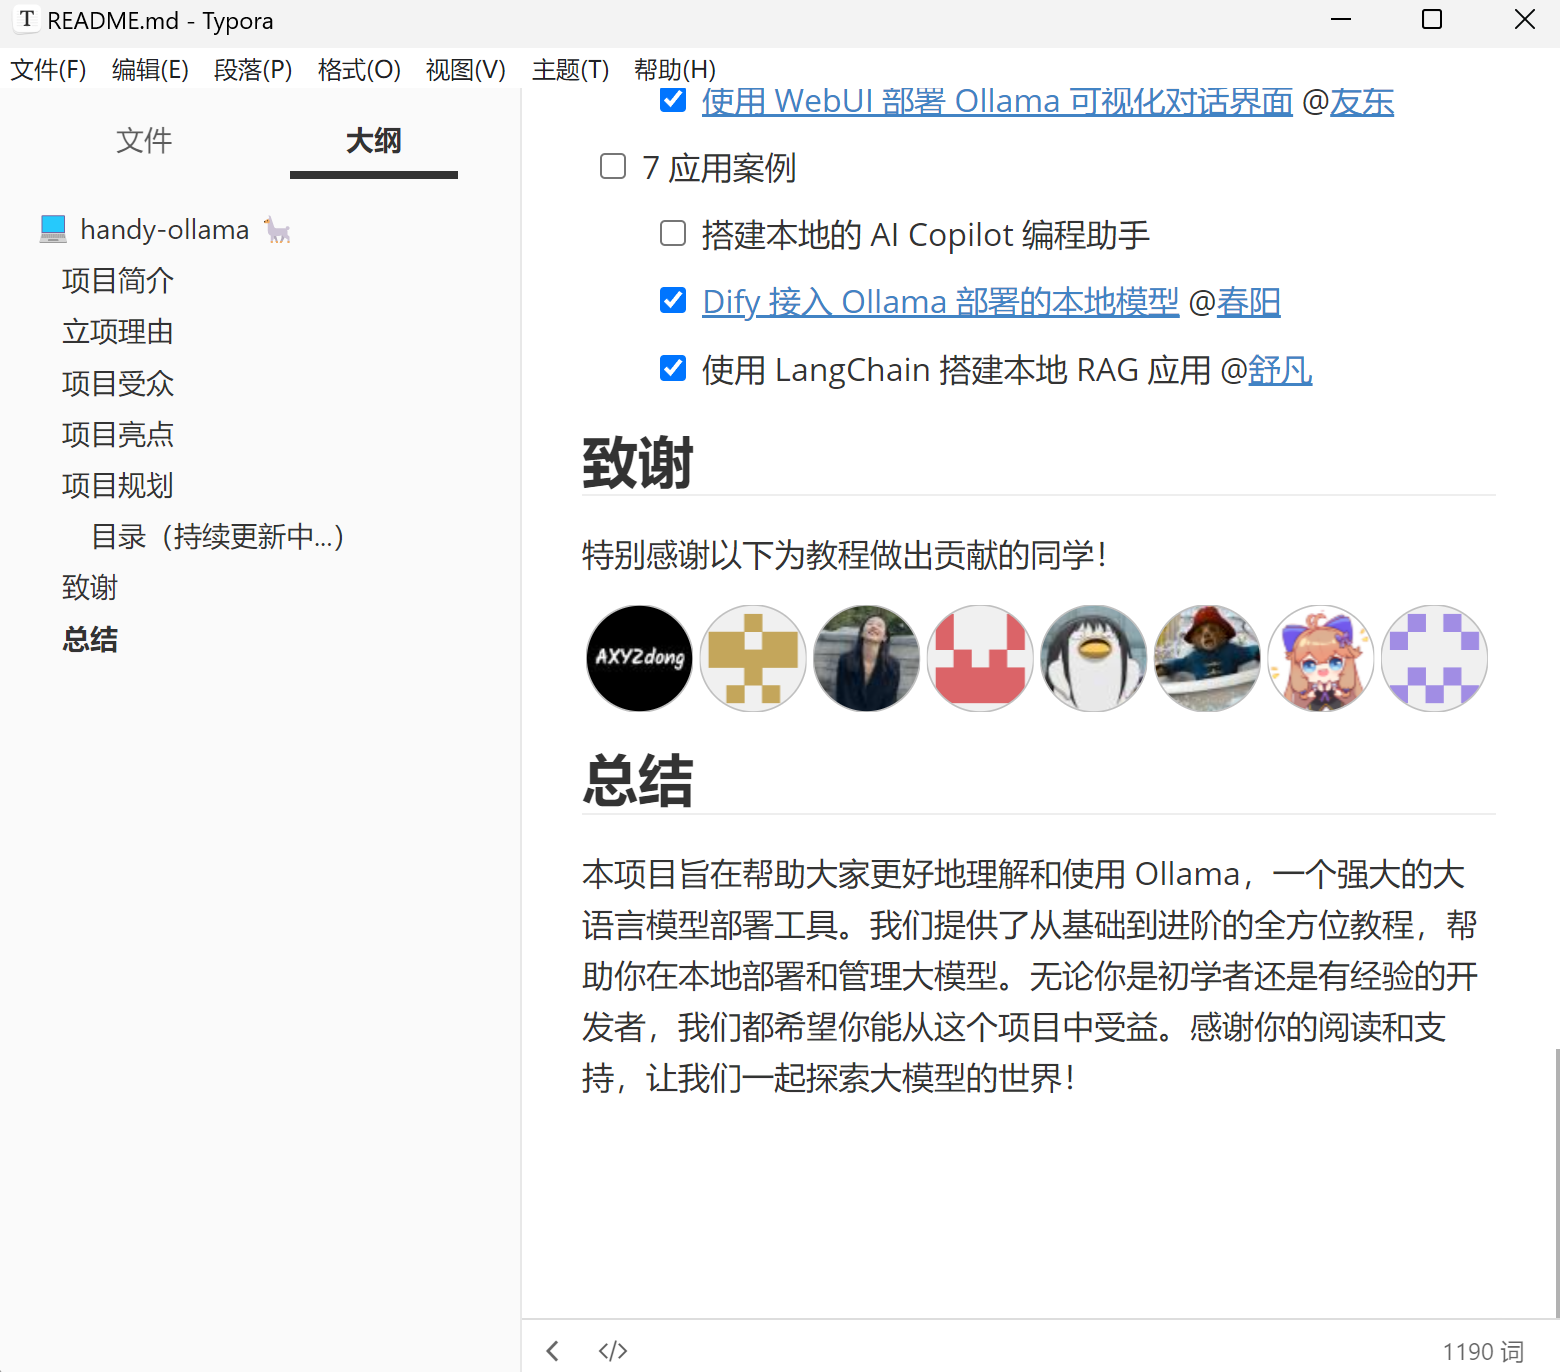 T README.md - Typora
文件(F) 编辑(E) 段落(P) 格式(O) 视图(V) 主题(T) 帮助(H)
文件 大纲
handy-ollama
项目简介
立项理由
项目受众
项目亮点
项目规划
目录（持续更新中...）
致谢
总结
使用 WebUI 部署 Ollama 可视化对话界面 @友东
7 应用案例
搭建本地的 AI Copilot 编程助手
Dify 接入 Ollama 部署的本地模型 @春阳
使用 LangChain 搭建本地 RAG 应用 @舒凡
致谢
特别感谢以下为教程做出贡献的同学！
AXYZdong
总结
本项目旨在帮助大家更好地理解和使用 Ollama，一个强大的大
语言模型部署工具。我们提供了从基础到进阶的全方位教程，帮
助你在本地部署和管理大模型。无论你是初学者还是有经验的开
发者，我们都希望你能从这个项目中受益。感谢你的阅读和支
持，让我们一起探索大模型的世界！
1190 词